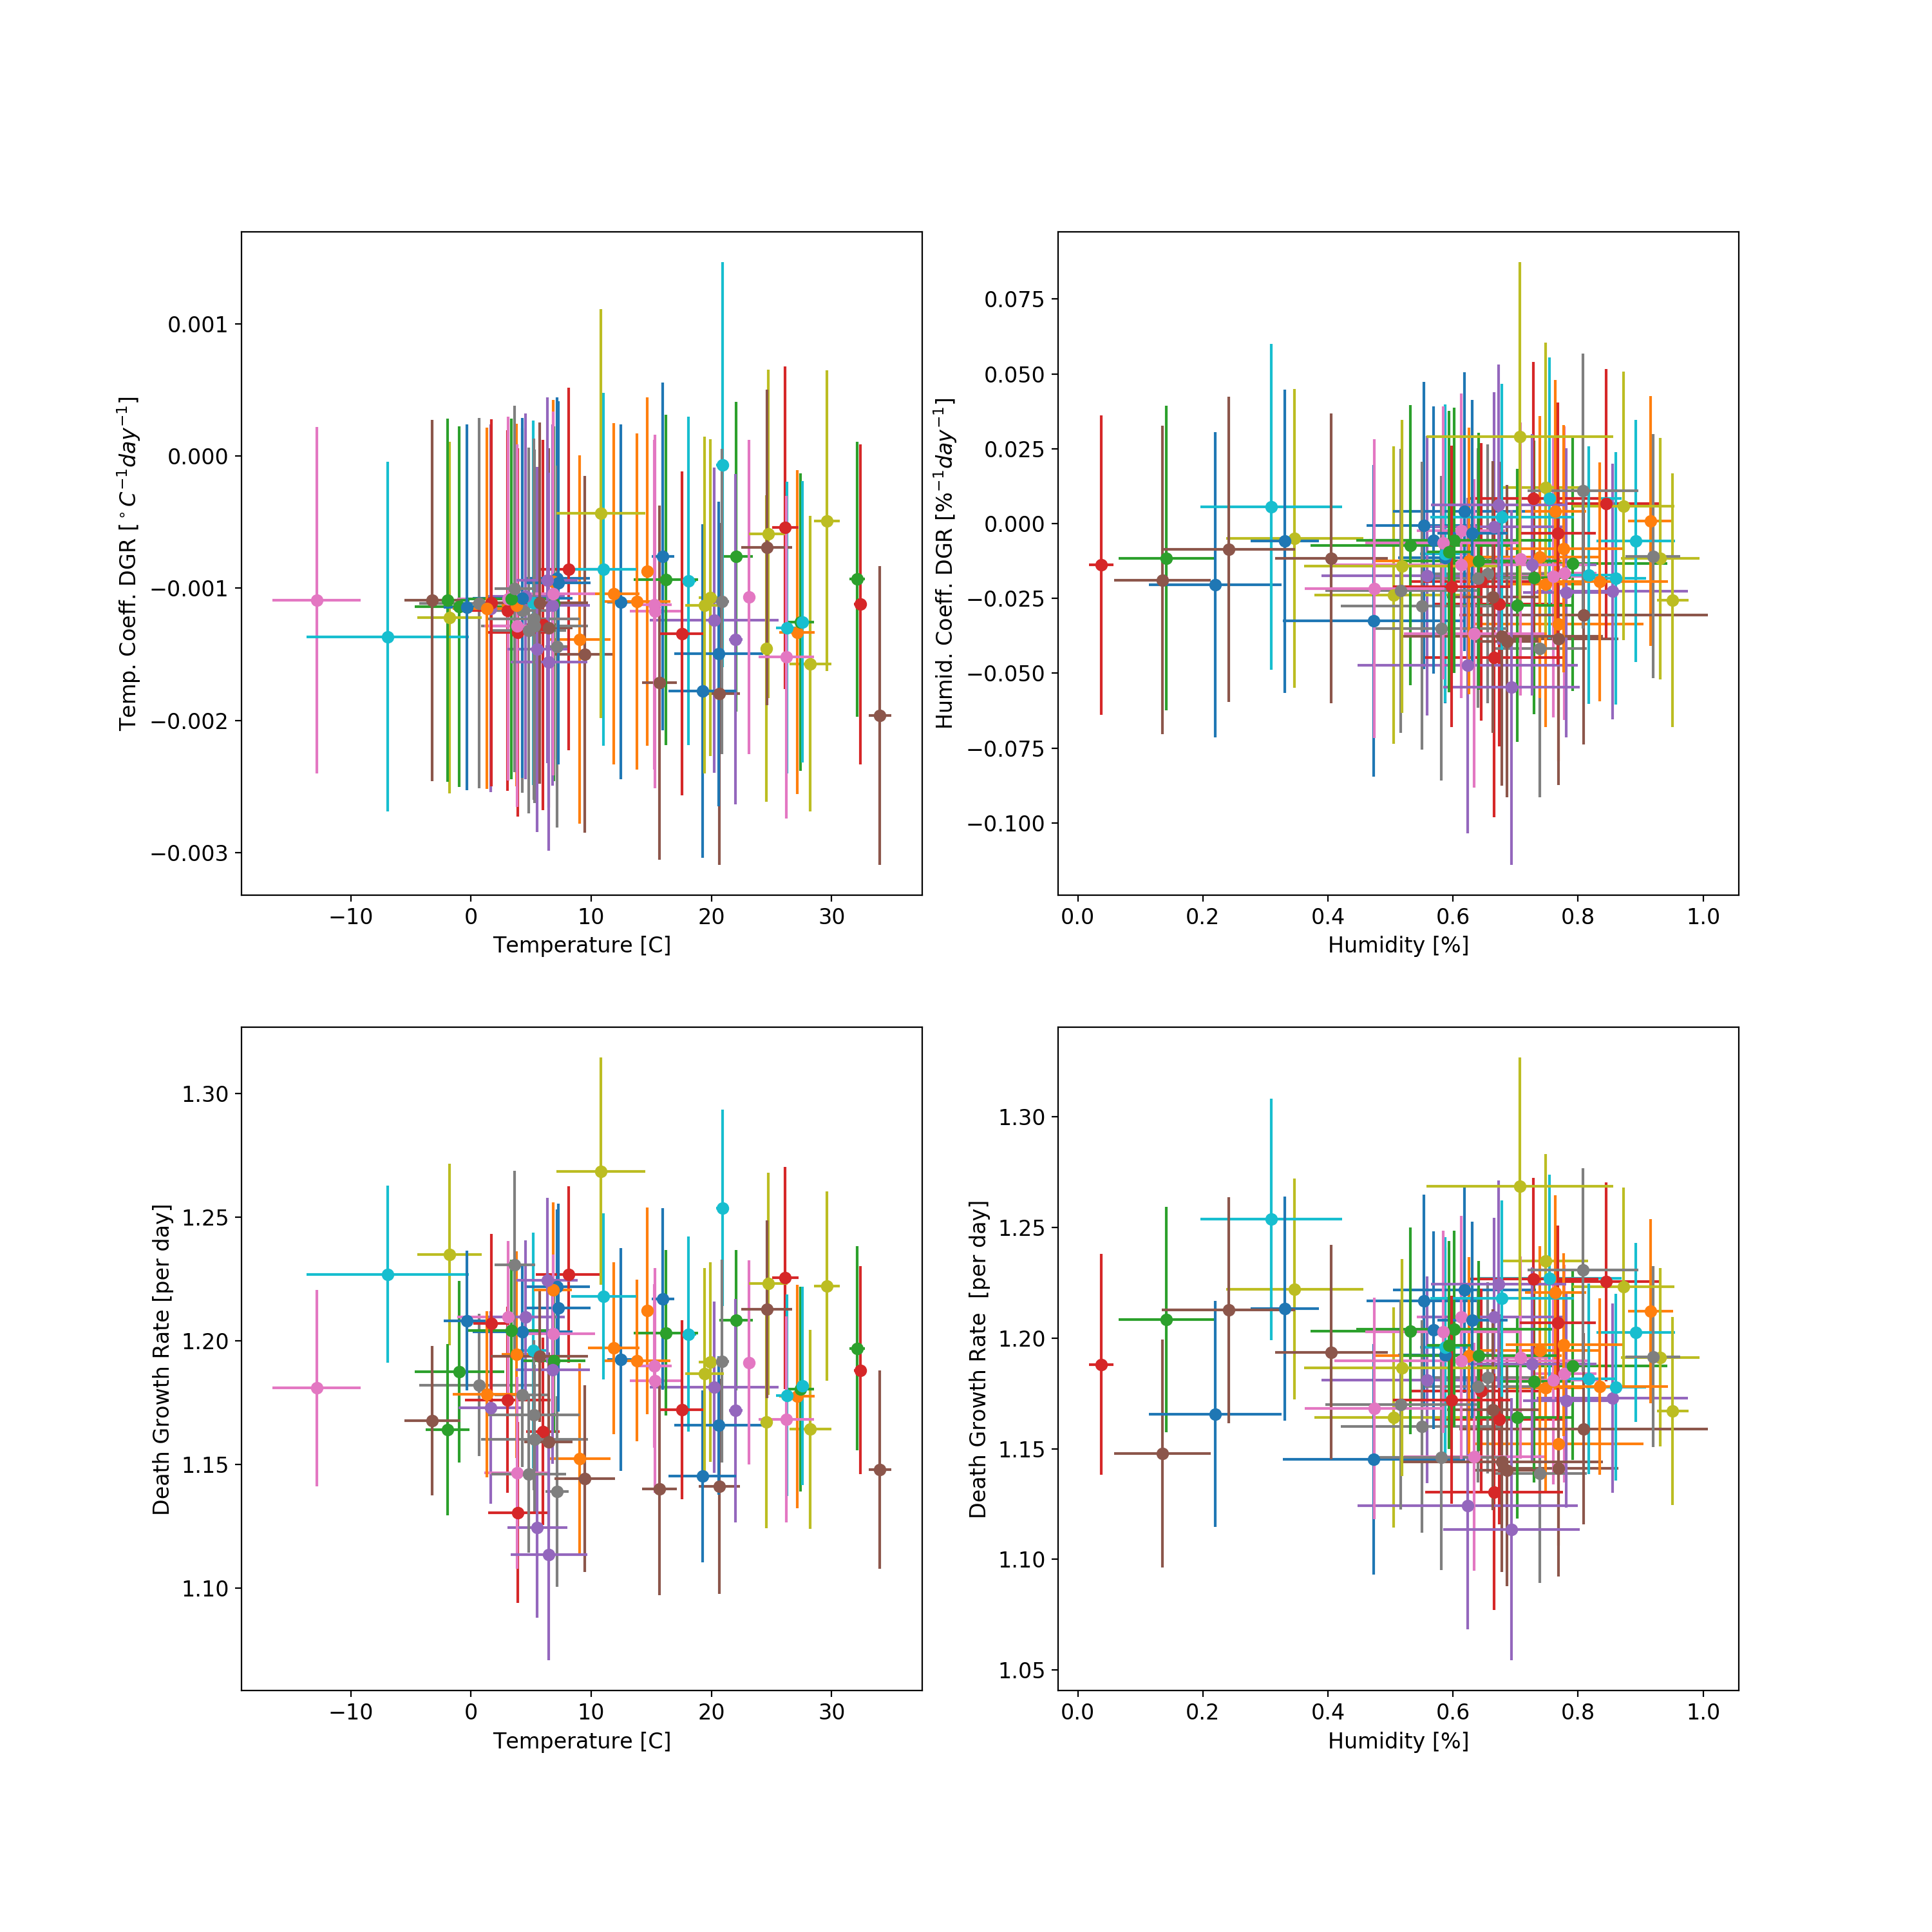 0.001
0.000
−0.001
−0.002
−0.003
Temp. Coeff. DGR [ ∘ C⁻¹day⁻¹]
−10 0 10 20 30
Temperature [C]
0.075
0.050
0.025
0.000
−0.025
−0.050
−0.075
−0.100
Humid. Coeff. DGR [%⁻¹day⁻¹]
0.0 0.2 0.4 0.6 0.8 1.0
Humidity [%]
1.30
1.25
1.20
1.15
1.10
Death Growth Rate [per day]
−10 0 10 20 30
Temperature [C]
1.30
1.25
1.20
1.15
1.10
1.05
Death Growth Rate  [per day]
0.0 0.2 0.4 0.6 0.8 1.0
Humidity [%]